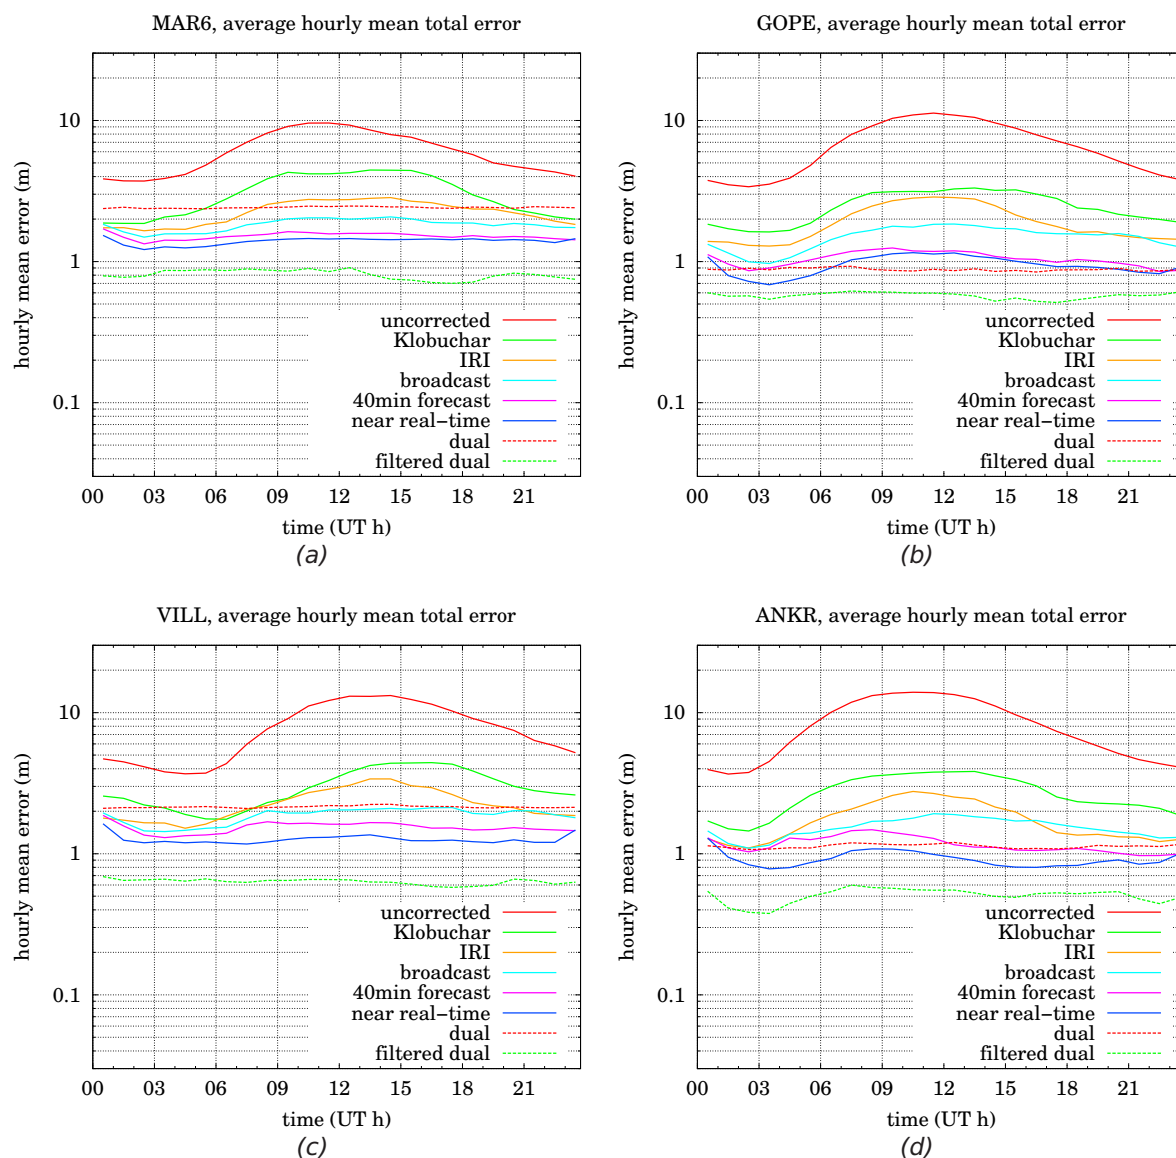 MAR6, average hourly mean total error
hourly mean error (m)
10
1
0.1
uncorrected
Klobuchar
IRI
broadcast
40min forecast
near real−time
dual
filtered dual
00 03 06 09 12 15 18 21
time (UT h)
(a)
GOPE, average hourly mean total error
hourly mean error (m)
10
1
0.1
uncorrected
Klobuchar
IRI
broadcast
40min forecast
near real−time
dual
filtered dual
00 03 06 09 12 15 18 21
time (UT h)
(b)
VILL, average hourly mean total error
hourly mean error (m)
10
1
0.1
uncorrected
Klobuchar
IRI
broadcast
40min forecast
near real−time
dual
filtered dual
00 03 06 09 12 15 18 21
time (UT h)
(c)
ANKR, average hourly mean total error
hourly mean error (m)
10
1
0.1
uncorrected
Klobuchar
IRI
broadcast
40min forecast
near real−time
dual
filtered dual
00 03 06 09 12 15 18 21
time (UT h)
(d)